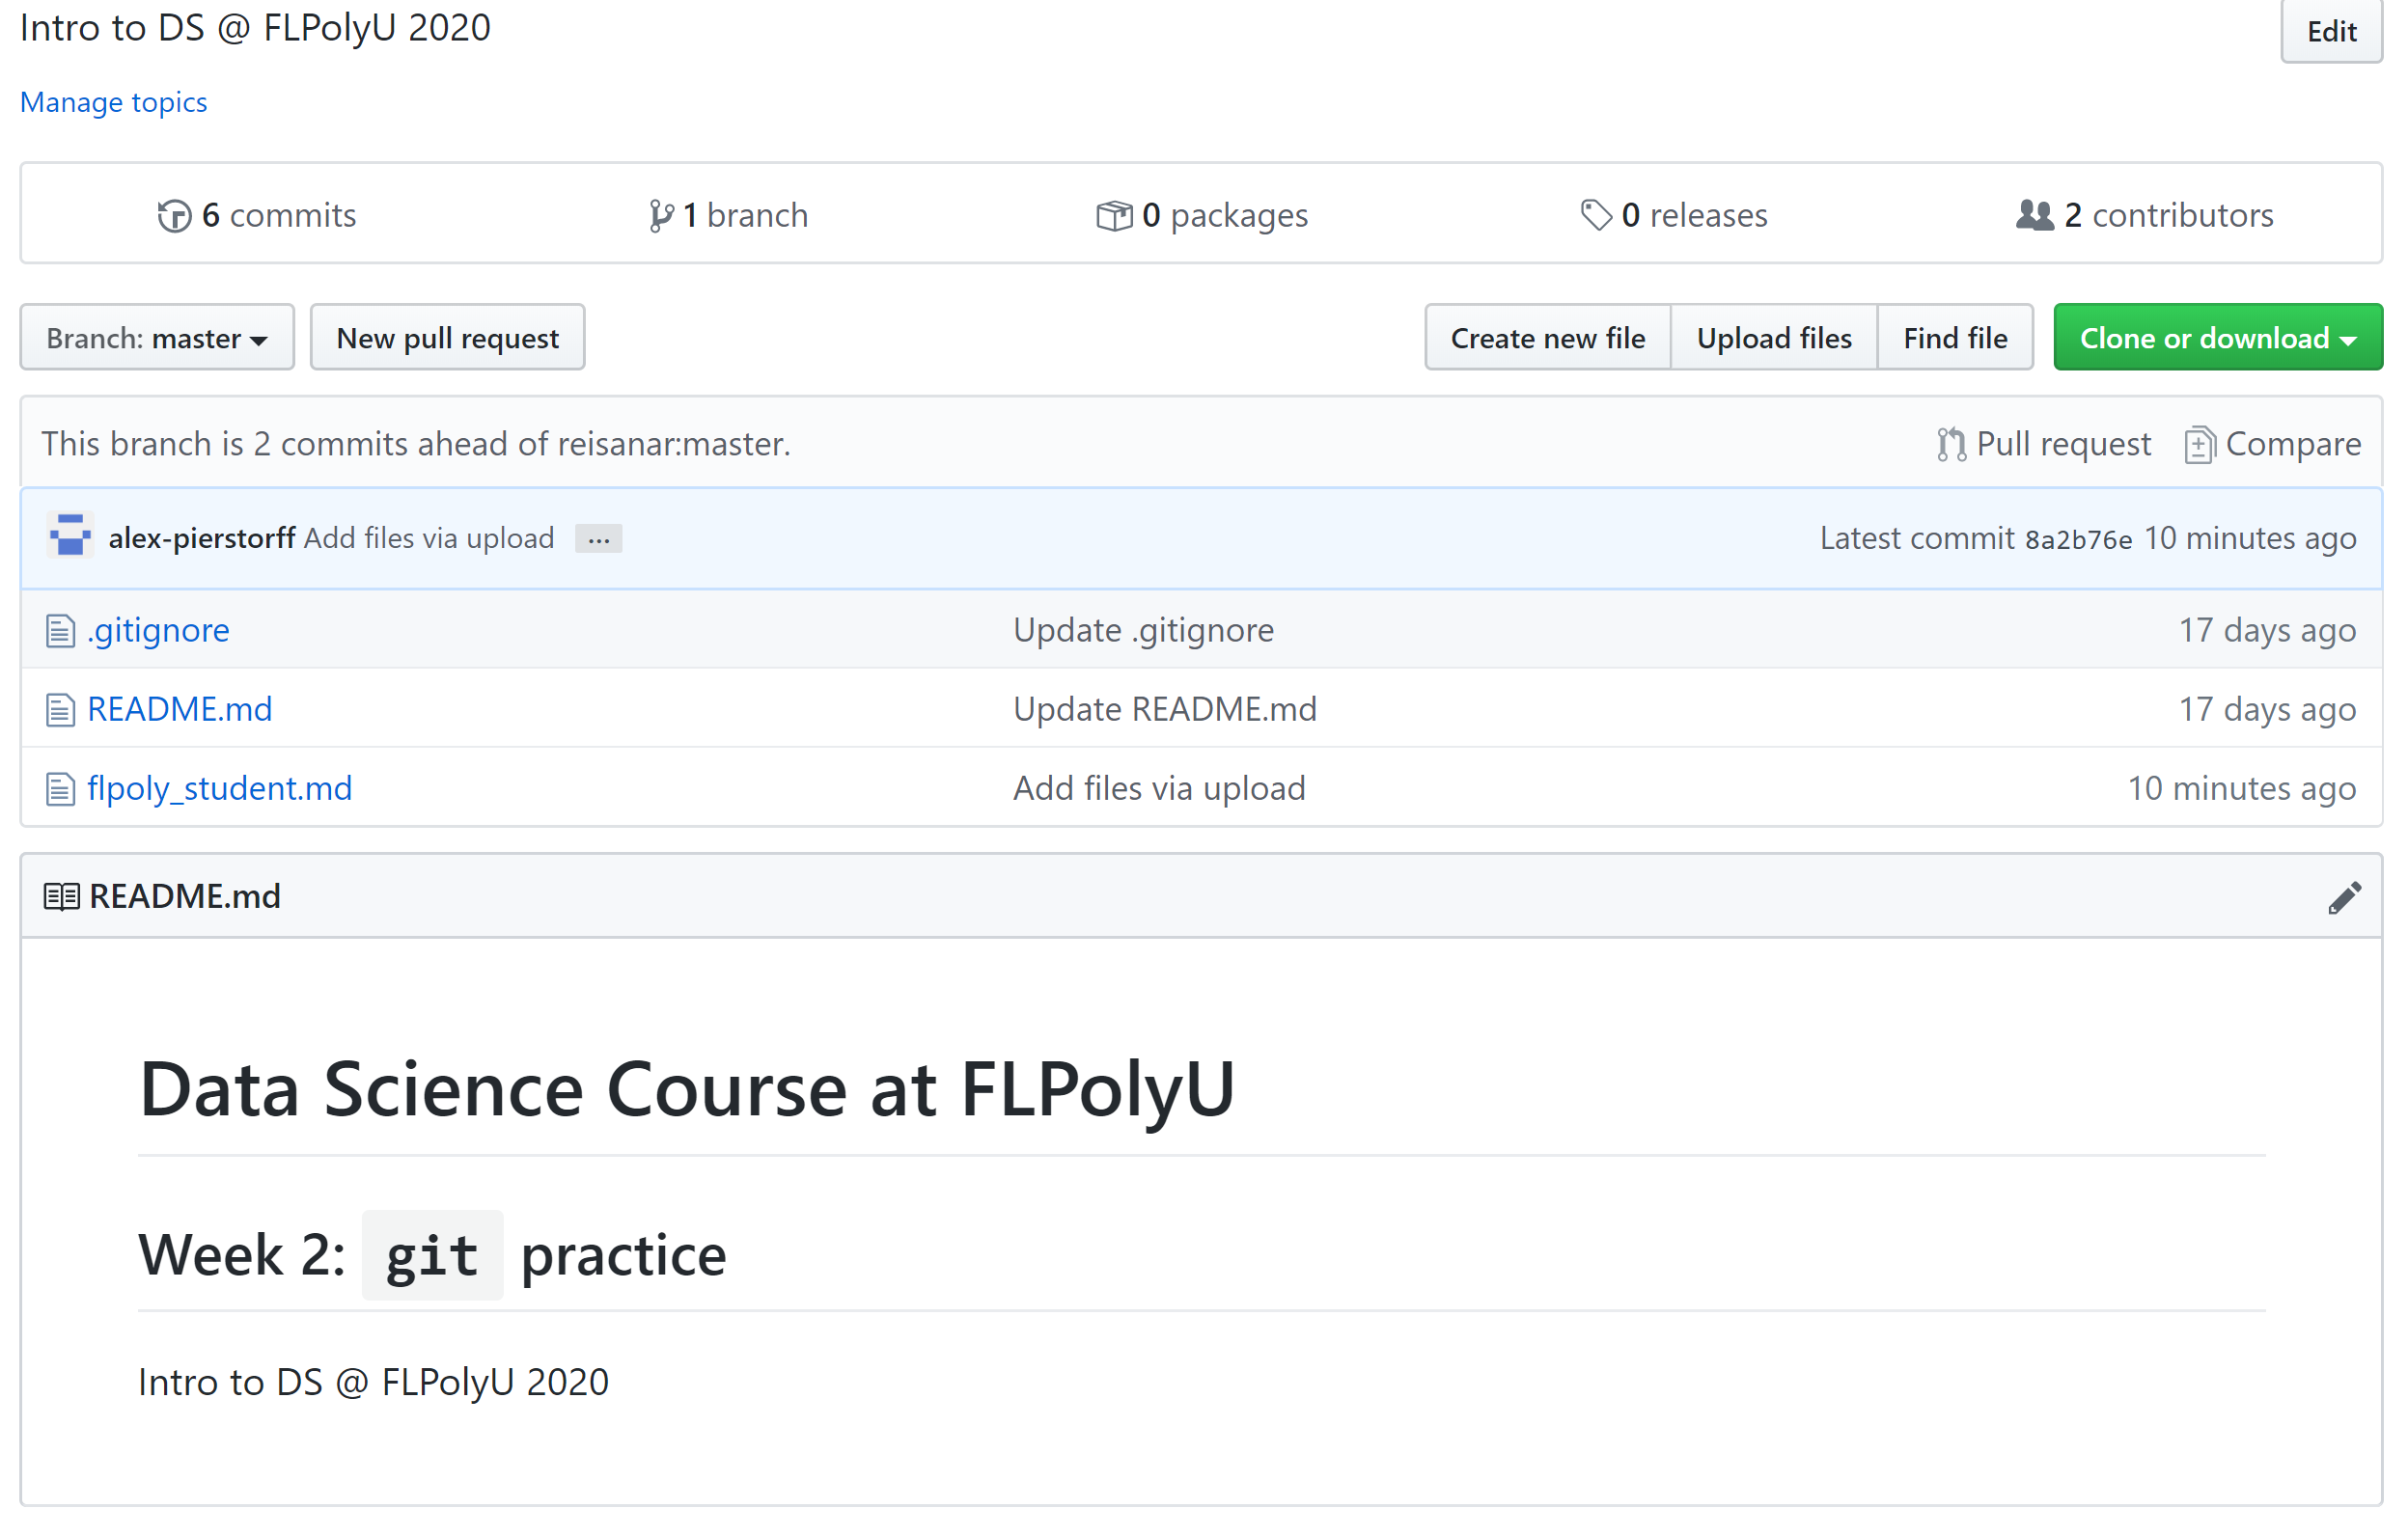 Intro to DS @ FLPolyU 2020 Edit
Manage topics
6 commits 1 branch 0 packages 0 releases 2 contributors
Branch: master New pull request Create new file Upload files Find file Clone or download
This branch is 2 commits ahead of reisanar:master. Pull request Compare
alex-pierstorff Add files via upload ... Latest commit 8a2b76e 10 minutes ago
.gitignore Update .gitignore 17 days ago
README.md Update README.md 17 days ago
flpoly_student.md Add files via upload 10 minutes ago
README.md
Data Science Course at FLPolyU
Week 2: git practice
Intro to DS @ FLPolyU 2020